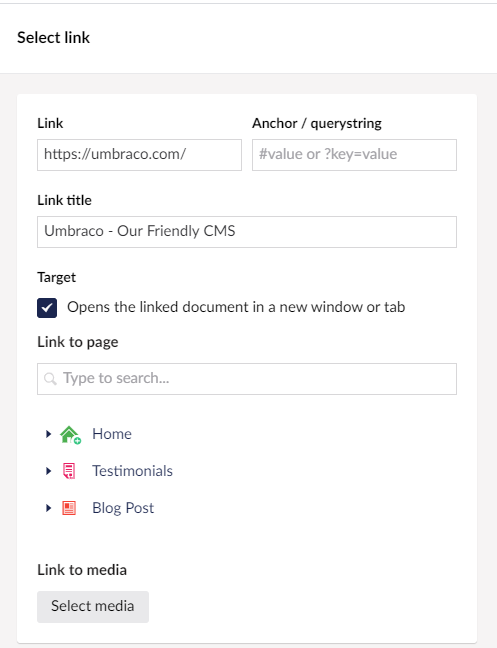 Select link
Link Anchor / querystring
https://umbraco.com/ #value or ?key=value
Link title
Umbraco - Our Friendly CMS
Target
Opens the linked document in a new window or tab
Link to page
Type to search...
Home
Testimonials
Blog Post
Link to media
Select media